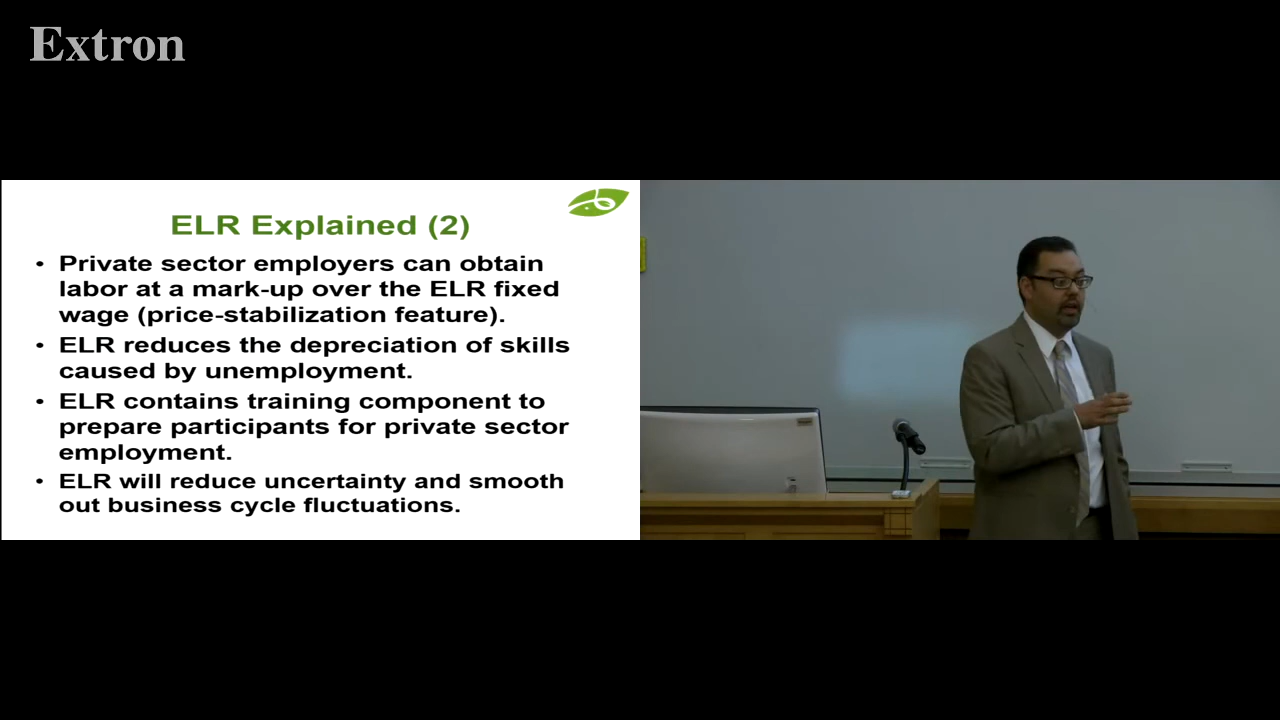 Extron
ELR Explained (2)
• Private sector employers can obtain
labor at a mark-up over the ELR fixed
wage (price-stabilization feature).
• ELR reduces the depreciation of skills
caused by unemployment.
• ELR contains training component to
prepare participants for private sector
employment.
• ELR will reduce uncertainty and smooth
out business cycle fluctuations.